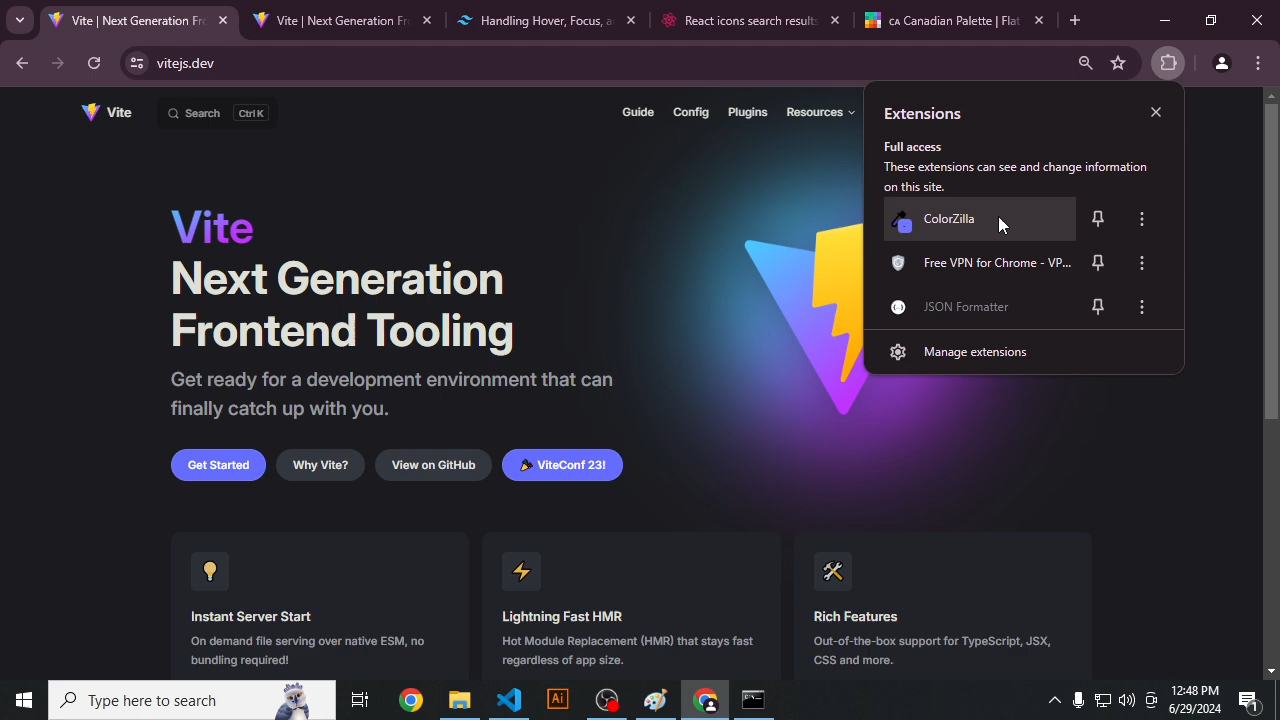 Vite | Next Generation Fr
Vite | Next Generation Fr
Handling Hover, Focus, a
React icons search results
CA Canadian Palette | Flat
vitejs.dev
Vite
Search
Ctrl K
Guide
Config
Plugins
Resources
Extensions
Full access
These extensions can see and change information
on this site.
ColorZilla
Free VPN for Chrome - VP...
JSON Formatter
Manage extensions
Vite
Next Generation
Frontend Tooling
Get ready for a development environment that can
finally catch up with you.
Get Started
Why Vite?
View on GitHub
🎉 ViteConf 23!
Instant Server Start
On demand file serving over native ESM, no
bundling required!
Lightning Fast HMR
Hot Module Replacement (HMR) that stays fast
regardless of app size.
Rich Features
Out-of-the-box support for TypeScript, JSX,
CSS and more.
Type here to search
Ai
12:48 PM
6/29/2024
1